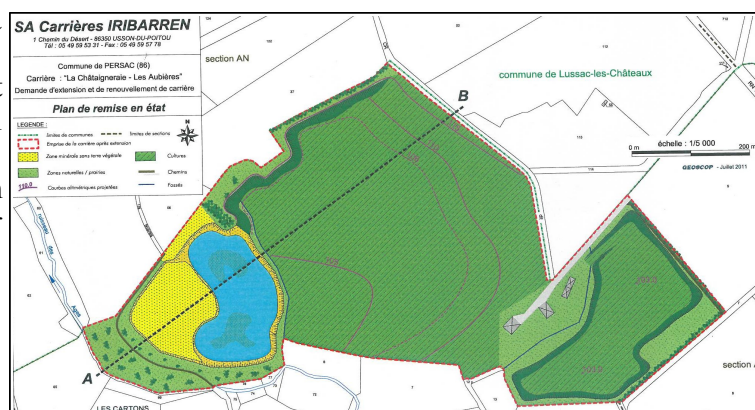 SA Carrières IRIBARREN
1 Chemin du Désert - 86350 USSON-DU-POITOU
Tél : 05 49 59 53 31 - Fax : 05 49 59 57 78
Commune de PERSAC (86)
Carrière : "La Châtaigneraie - Les Aubières"
Demande d'extension et de renouvellement de carrière
Plan de remise en état
LEGENDE :
N
limites de communes
limites de sections
Emprise de la carrière après extension
Zone minérale sans terre végétale
Cultures
Zones naturelles / prairies
Chemins
Courbes altimétriques projetées
Fossés
section AN
commune de Lussac-les-Châteaux
échelle : 1/5 000
0 m
200 m
GEOSCOP - Juillet 2011
B
A
ruisseau des
Ages
LES CARTONS
section